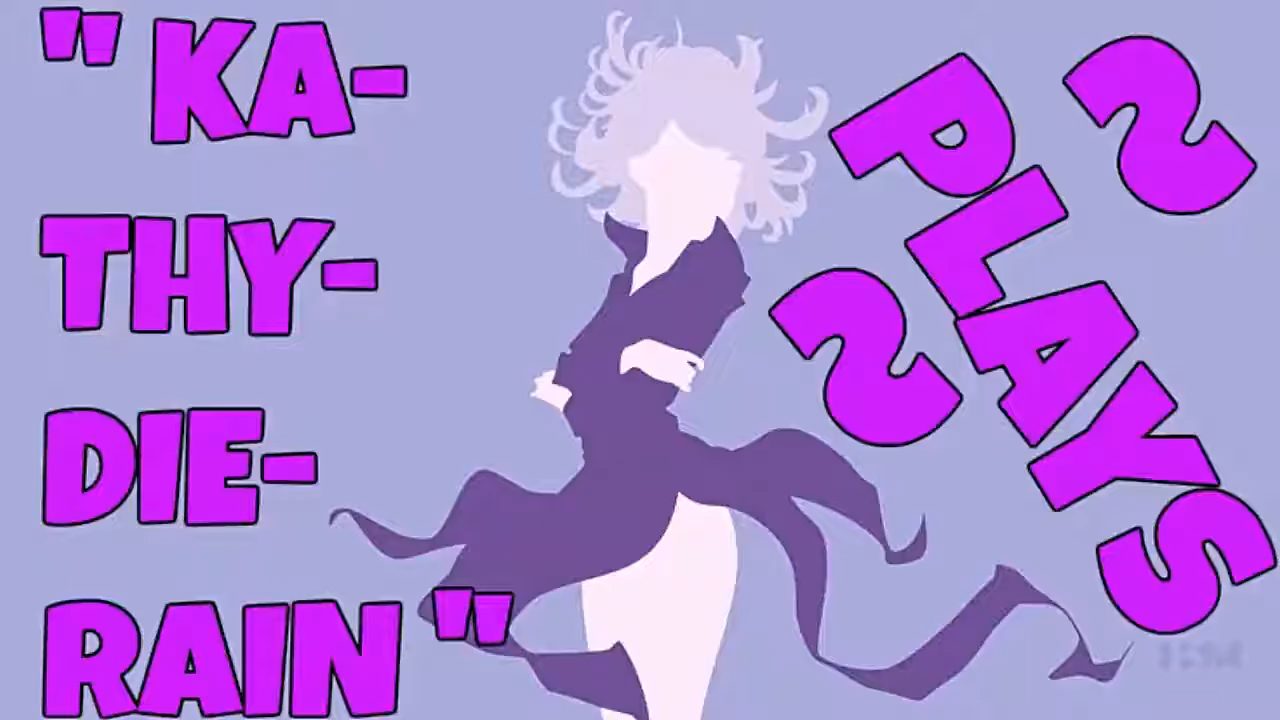 " KA-
THY-
DIE-
RAIN "
~ PLAYS ~